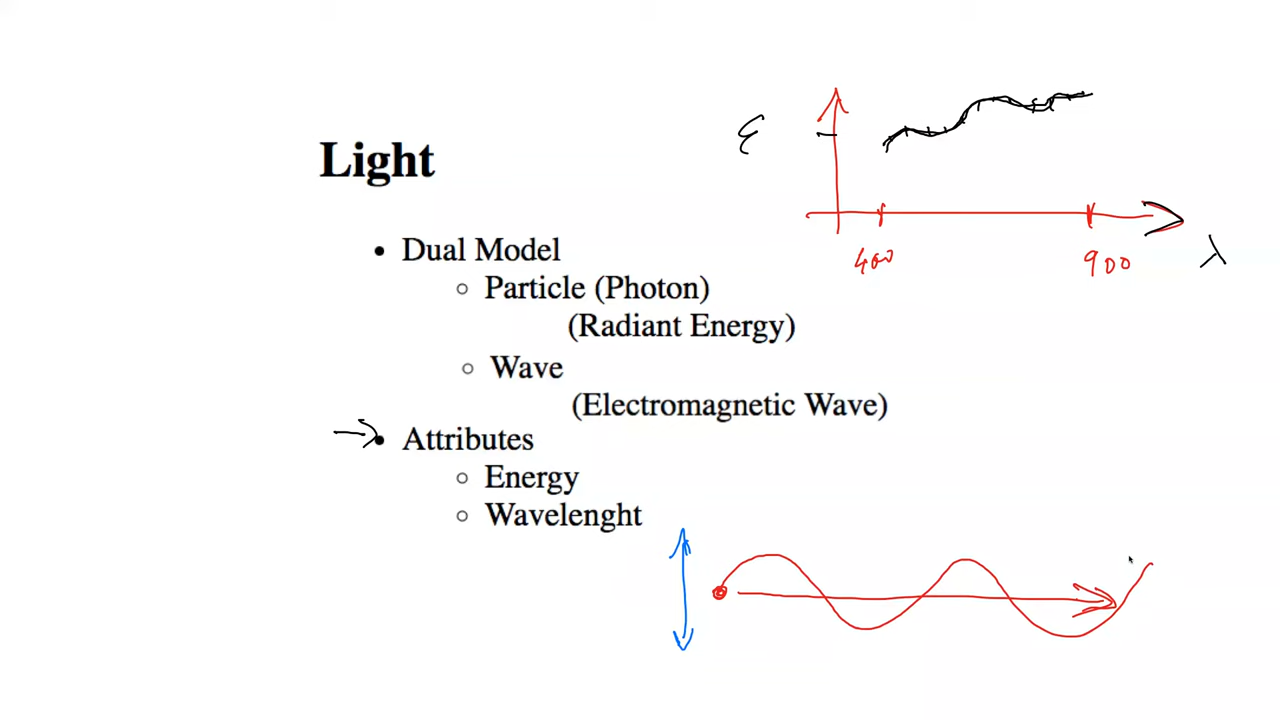 Light
• Dual Model
○ Particle (Photon)
(Radiant Energy)
○ Wave
(Electromagnetic Wave)
• Attributes
○ Energy
○ Wavelenght
ℰ
400
900
λ